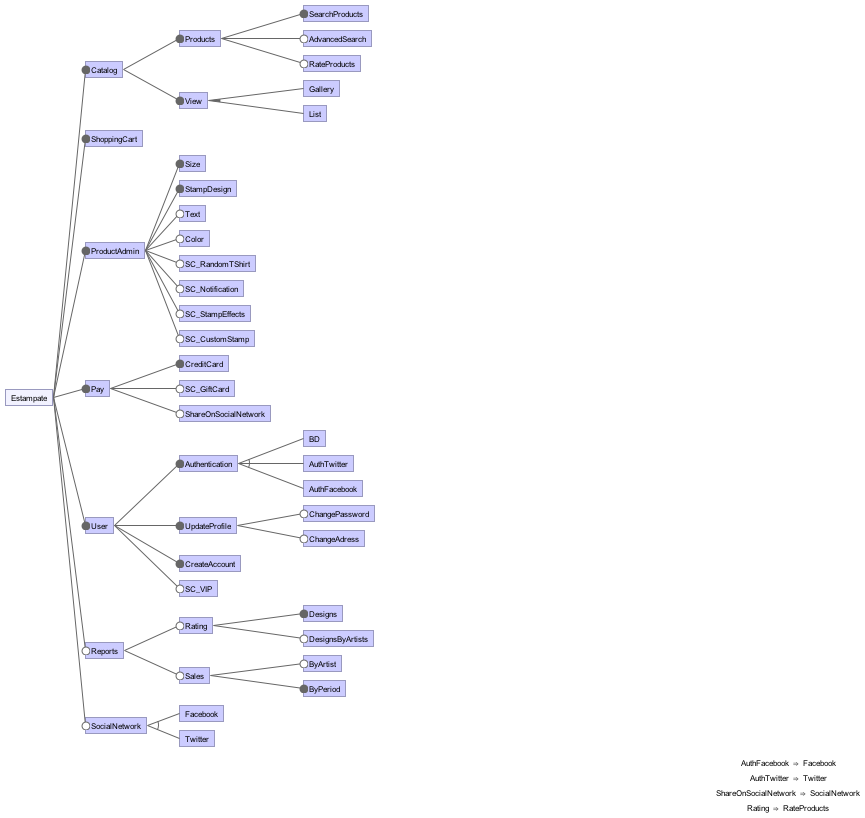 SearchProducts
Products
AdvancedSearch
RateProducts
Catalog
Gallery
View
List
ShoppingCart
Size
StampDesign
Text
Color
ProductAdmin
SC_RandomTShirt
SC_Notification
SC_StampEffects
SC_CustomStamp
CreditCard
Pay
SC_GiftCard
Estampate
ShareOnSocialNetwork
BD
Authentication
AuthTwitter
AuthFacebook
ChangePassword
User
UpdateProfile
ChangeAdress
CreateAccount
SC_VIP
Designs
Rating
DesignsByArtists
Reports
ByArtist
Sales
ByPeriod
Facebook
SocialNetwork
Twitter
AuthFacebook ⇒ Facebook
AuthTwitter ⇒ Twitter
ShareOnSocialNetwork ⇒ SocialNetwork
Rating ⇒ RateProducts